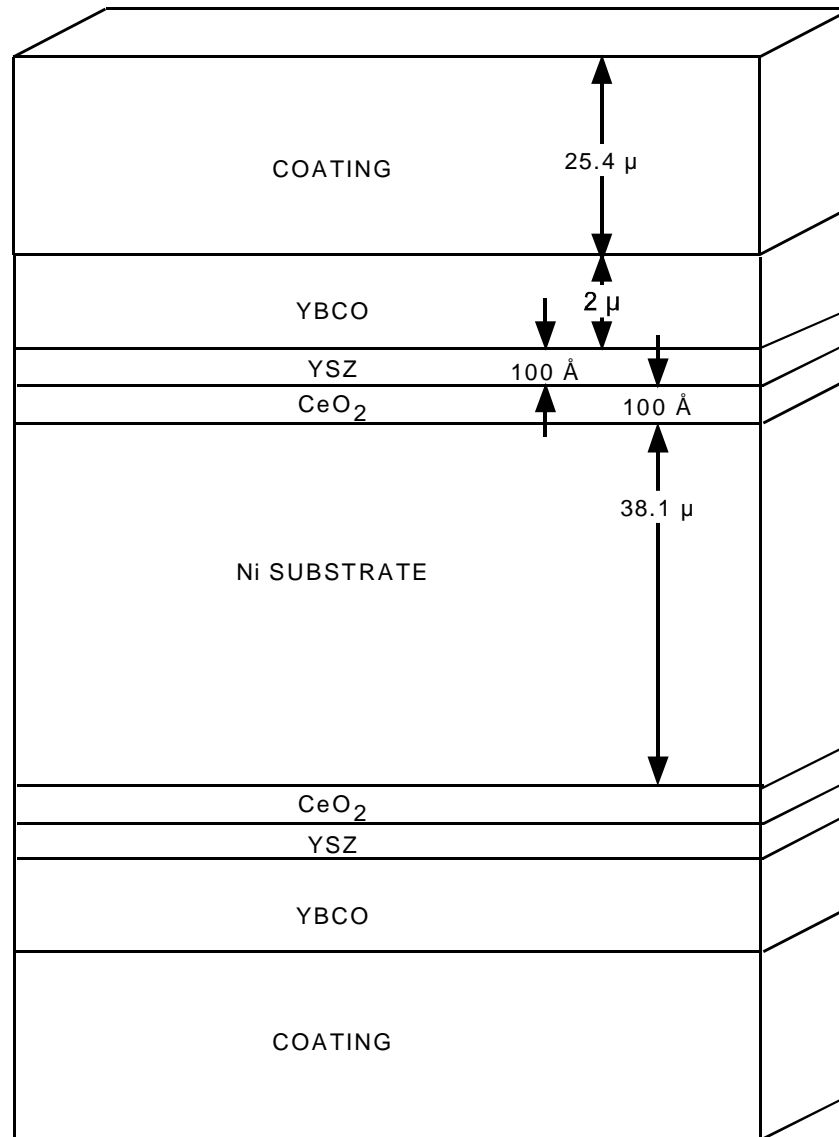 COATING
25.4 µ
YBCO
2 µ
YSZ
100 Å
CeO2
100 Å
38.1 µ
Ni SUBSTRATE
CeO2
YSZ
YBCO
COATING